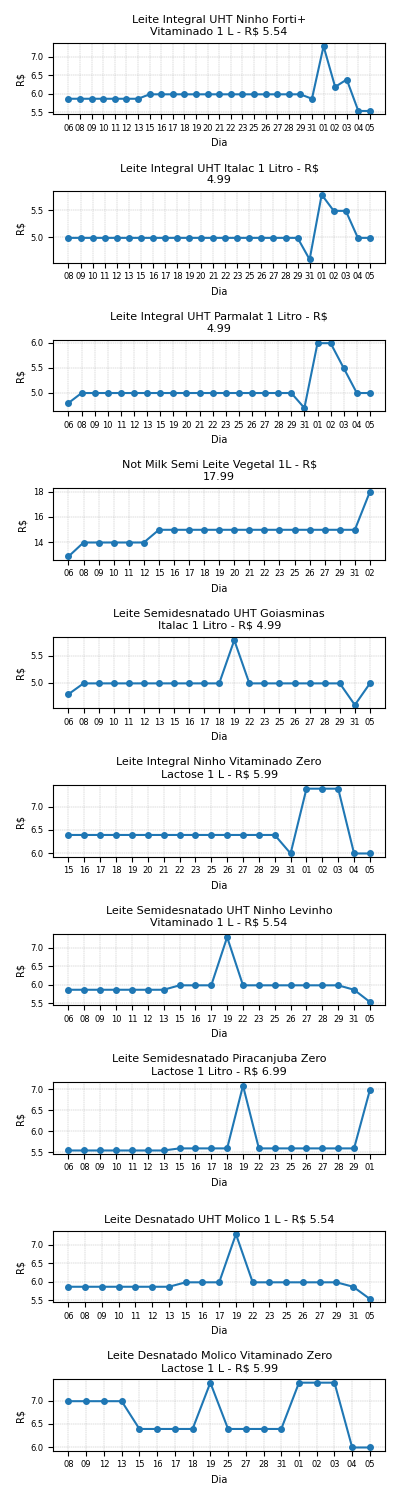 Leite Integral UHT Ninho Forti+
Vitaminado 1 L - R$ 5.54
7.0
6.5
6.0
5.5
R$
06 08 09 10 11 12 13 15 16 17 18 19 20 21 22 23 25 26 27 28 29 31 01 02 03 04 05
Dia
Leite Integral UHT Italac 1 Litro - R$
4.99
5.5
5.0
R$
08 09 10 11 12 13 15 16 17 18 19 20 21 22 23 25 26 27 28 29 31 01 02 03 04 05
Dia
Leite Integral UHT Parmalat 1 Litro - R$
4.99
6.0
5.5
5.0
R$
06 08 09 10 11 12 13 15 16 17 18 20 21 22 23 25 26 28 29 30 01 02 03 04 05
Dia
Not Milk Semi Leite Vegetal 1L - R$
17.99
18
16
14
R$
06 08 09 10 11 12 15 16 17 18 19 20 21 22 23 25 27 28 29 31 02
Dia
Leite Semidesnatado UHT Goiasminas
Italac 1 Litro - R$ 4.99
5.5
5.0
R$
06 08 09 10 11 12 13 15 16 17 18 19 20 22 23 25 26 28 29 31 05
Dia
Leite Integral Ninho Vitaminado Zero
Lactose 1 L - R$ 5.99
7.0
6.5
6.0
R$
15 16 17 18 19 20 21 22 23 25 26 27 28 29 31 01 02 03 04 05
Dia
Leite Semidesnatado UHT Ninho Levinho
Vitaminado 1 L - R$ 5.54
7.0
6.5
6.0
5.5
R$
06 08 09 10 11 12 13 15 16 17 19 22 23 25 26 27 28 29 31 05
Dia
Leite Semidesnatado Piracanjuba Zero
Lactose 1 Litro - R$ 6.99
7.0
6.5
6.0
5.5
R$
06 08 09 10 11 12 13 15 16 17 18 19 22 23 25 26 27 28 29 01
Dia
Leite Desnatado UHT Molico 1 L - R$ 5.54
7.0
6.5
6.0
5.5
R$
06 08 09 10 11 12 13 15 16 17 19 22 23 25 26 28 29 31 05
Dia
Leite Desnatado Molico Vitaminado Zero
Lactose 1 L - R$ 5.99
7.0
6.5
6.0
R$
08 09 12 13 15 16 17 18 19 25 27 28 31 01 02 03 04 05
Dia